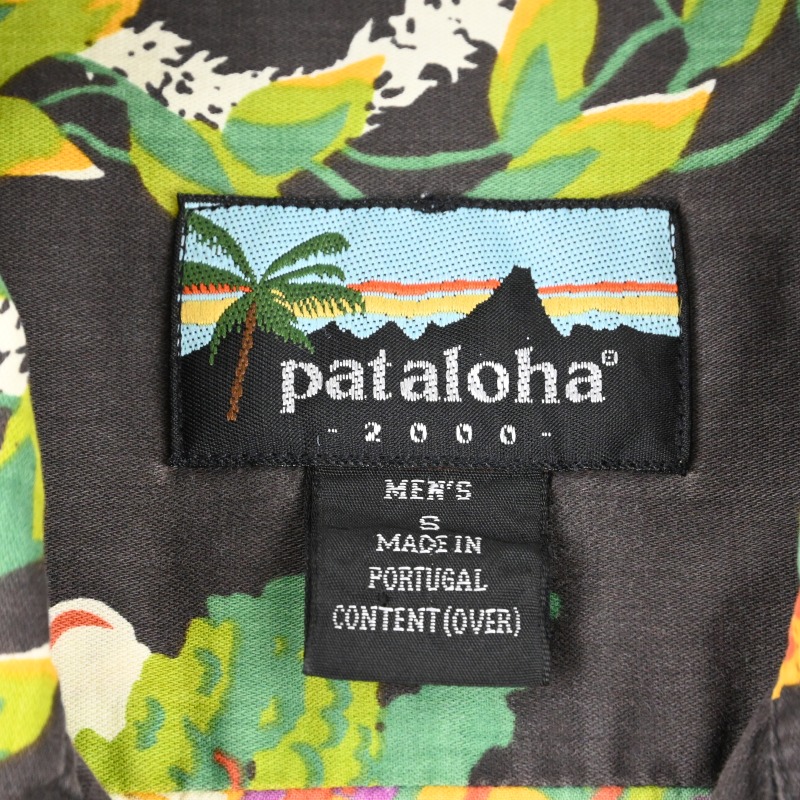 pataloha®
- 2000 -
MEN'S
S
MADE IN
PORTUGAL
CONTENT(OVER)